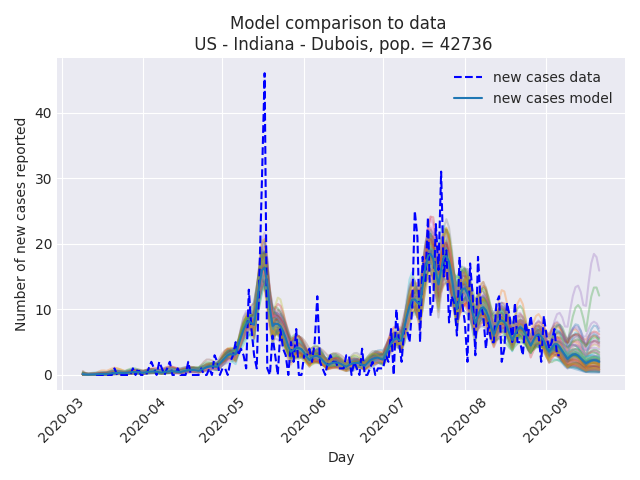 Model comparison to data
US - Indiana - Dubois, pop. = 42736
new cases data
new cases model
Number of new cases reported
40
30
20
10
0
2020-03
2020-04
2020-05
2020-06
2020-07
2020-08
2020-09
Day